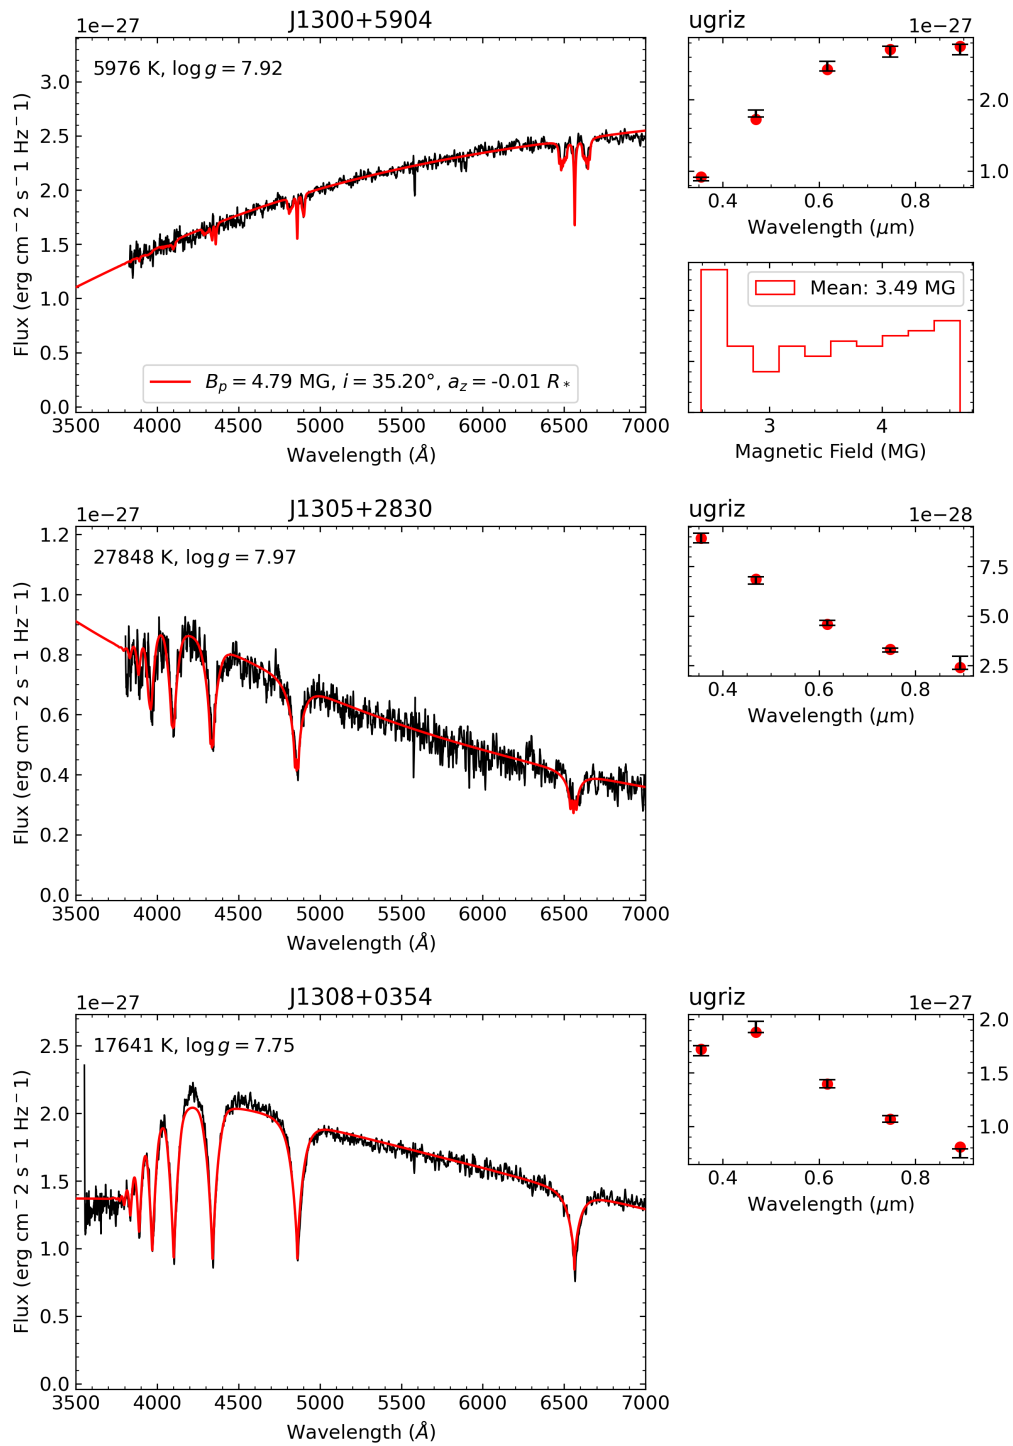 J1300+5904
1e−27
5976 K, log g = 7.92
3.0
2.5
2.0
1.5
1.0
0.5
0.0
Flux (erg cm−2 s−1 Hz−1)
B_p = 4.79 MG, i = 35.20°, a_z = -0.01 R_*
3500 4000 4500 5000 5500 6000 6500 7000
Wavelength (Å)
ugriz
1e−27
2.0
1.0
0.4 0.6 0.8
Wavelength (μm)
Mean: 3.49 MG
3 4
Magnetic Field (MG)
J1305+2830
1e−27
27848 K, log g = 7.97
1.2
1.0
0.8
0.6
0.4
0.2
0.0
Flux (erg cm−2 s−1 Hz−1)
3500 4000 4500 5000 5500 6000 6500 7000
Wavelength (Å)
ugriz
1e−28
7.5
5.0
2.5
0.4 0.6 0.8
Wavelength (μm)
J1308+0354
1e−27
17641 K, log g = 7.75
2.5
2.0
1.5
1.0
0.5
0.0
Flux (erg cm−2 s−1 Hz−1)
3500 4000 4500 5000 5500 6000 6500 7000
Wavelength (Å)
ugriz
1e−27
2.0
1.5
1.0
0.4 0.6 0.8
Wavelength (μm)